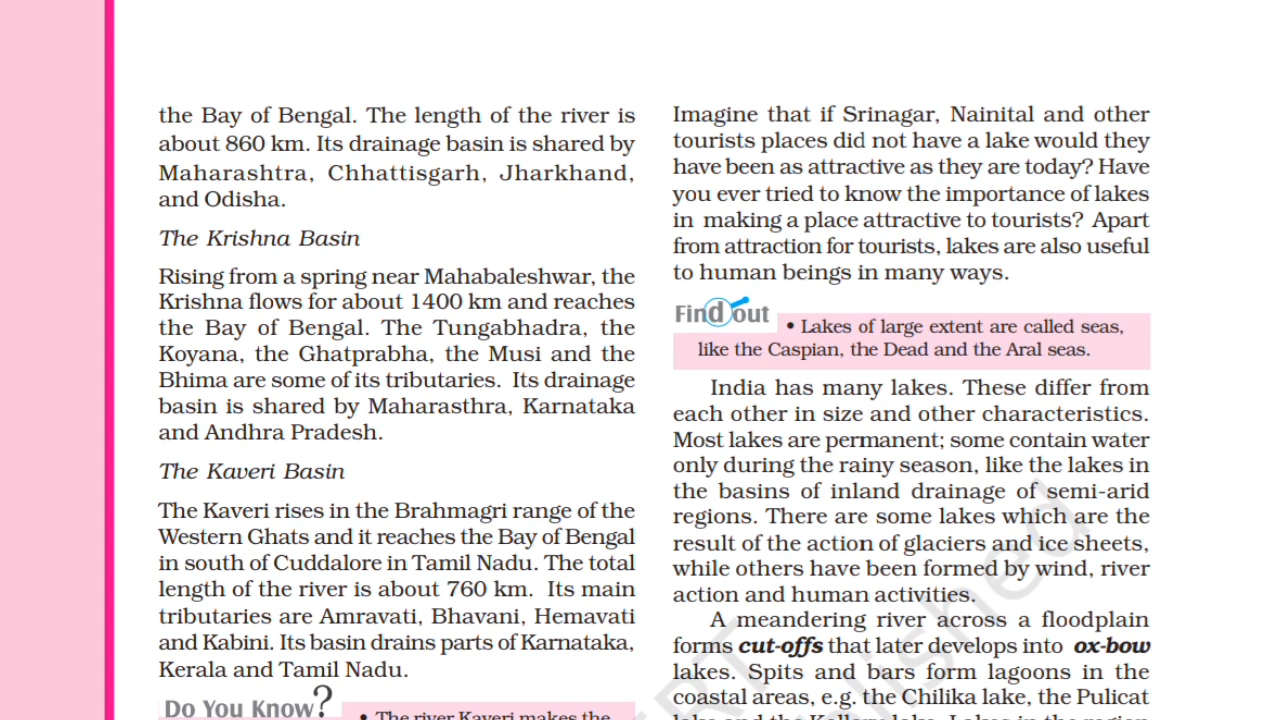 the Bay of Bengal. The length of the river is
about 860 km. Its drainage basin is shared by
Maharashtra, Chhattisgarh, Jharkhand,
and Odisha.
The Krishna Basin
Rising from a spring near Mahabaleshwar, the
Krishna flows for about 1400 km and reaches
the Bay of Bengal. The Tungabhadra, the
Koyana, the Ghatprabha, the Musi and the
Bhima are some of its tributaries. Its drainage
basin is shared by Maharasthra, Karnataka
and Andhra Pradesh.
The Kaveri Basin
The Kaveri rises in the Brahmagri range of the
Western Ghats and it reaches the Bay of Bengal
in south of Cuddalore in Tamil Nadu. The total
length of the river is about 760 km. Its main
tributaries are Amravati, Bhavani, Hemavati
and Kabini. Its basin drains parts of Karnataka,
Kerala and Tamil Nadu.
Do You Know?
• The river Kaveri makes the
Imagine that if Srinagar, Nainital and other
tourists places did not have a lake would they
have been as attractive as they are today? Have
you ever tried to know the importance of lakes
in making a place attractive to tourists? Apart
from attraction for tourists, lakes are also useful
to human beings in many ways.
Find out
• Lakes of large extent are called seas,
like the Caspian, the Dead and the Aral seas.
India has many lakes. These differ from
each other in size and other characteristics.
Most lakes are permanent; some contain water
only during the rainy season, like the lakes in
the basins of inland drainage of semi-arid
regions. There are some lakes which are the
result of the action of glaciers and ice sheets,
while others have been formed by wind, river
action and human activities.
A meandering river across a floodplain
forms cut-offs that later develops into ox-bow
lakes. Spits and bars form lagoons in the
coastal areas, e.g. the Chilika lake, the Pulicat
lake and the Kolleru lake. Lakes in the region